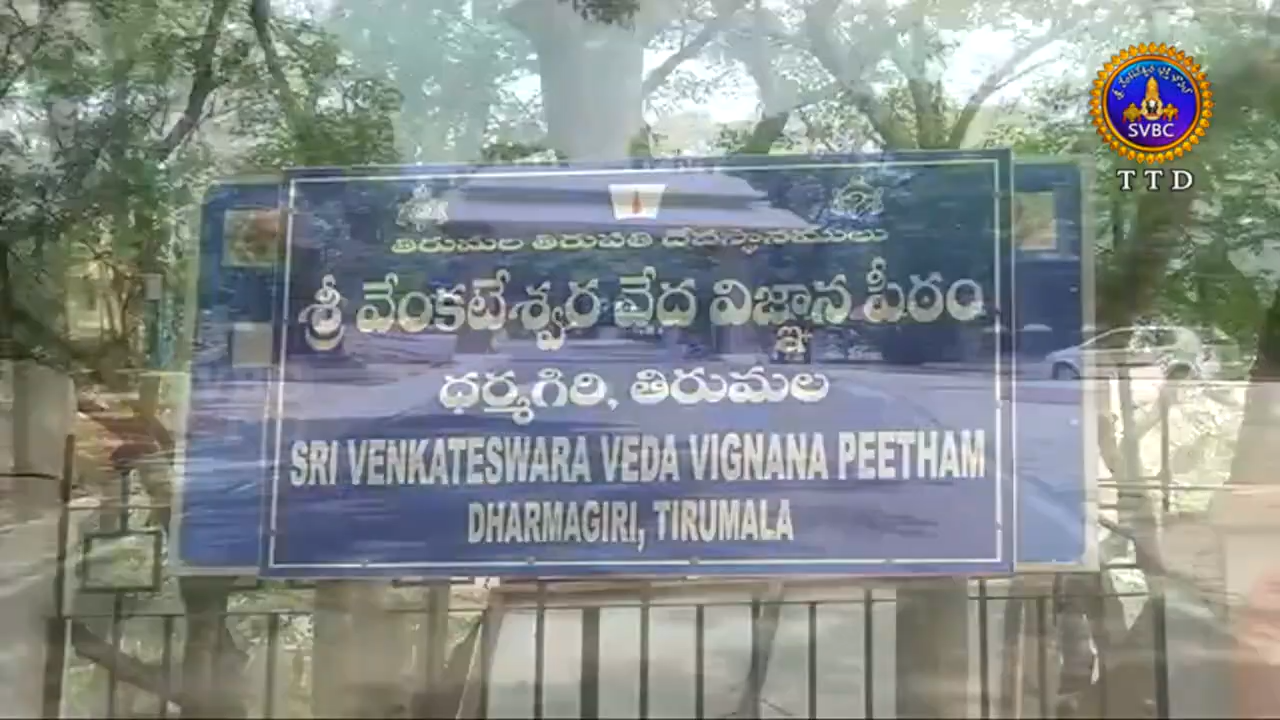 తిరుమల తిరుపతి దేవస్థానములు
శ్రీ వేంకటేశ్వర వేద విజ్ఞాన పీఠం
ధర్మగిరి, తిరుమల
SRI VENKATESWARA VEDA VIGNANA PEETHAM
DHARMAGIRI, TIRUMALA
SVBC
TTD